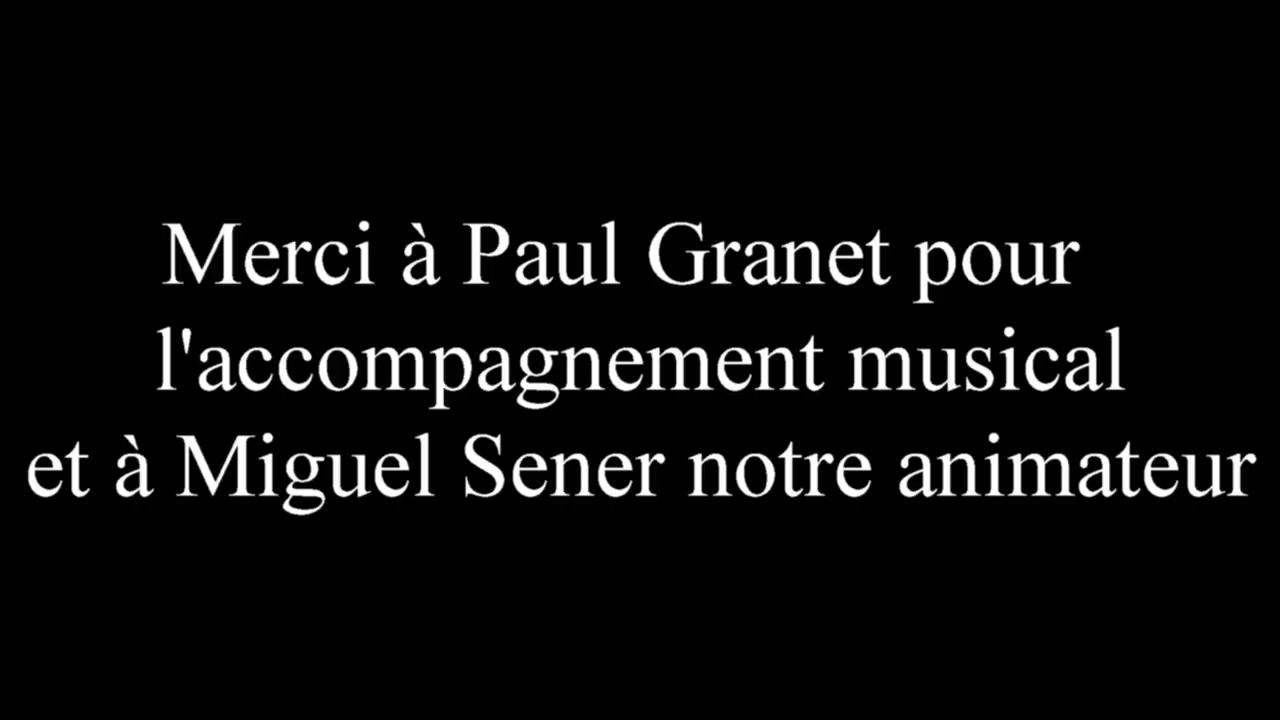 Merci à Paul Granet pour
l'accompagnement musical
et à Miguel Sener notre animateur